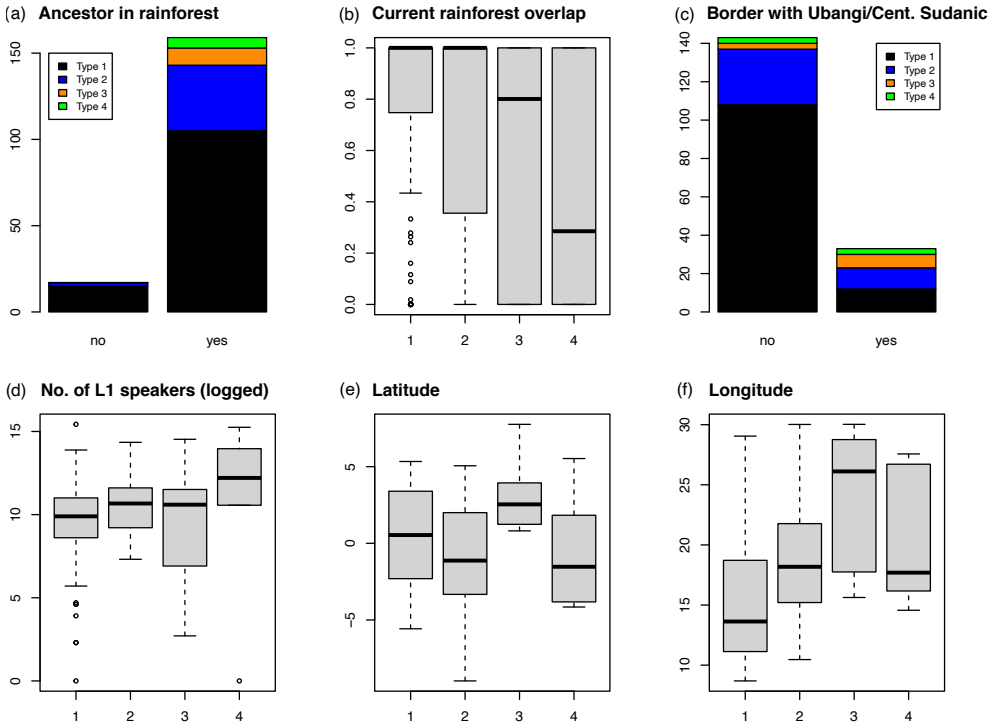 (a) Ancestor in rainforest
150
100
50
0
Type 1
Type 2
Type 3
Type 4
no yes
(b) Current rainforest overlap
1.0
0.8
0.6
0.4
0.2
0.0
1 2 3 4
(c) Border with Ubangi/Cent. Sudanic
140
120
100
80
60
40
20
0
Type 1
Type 2
Type 3
Type 4
no yes
(d) No. of L1 speakers (logged)
15
10
5
0
1 2 3 4
(e) Latitude
5
0
-5
1 2 3 4
(f) Longitude
30
25
20
15
10
1 2 3 4